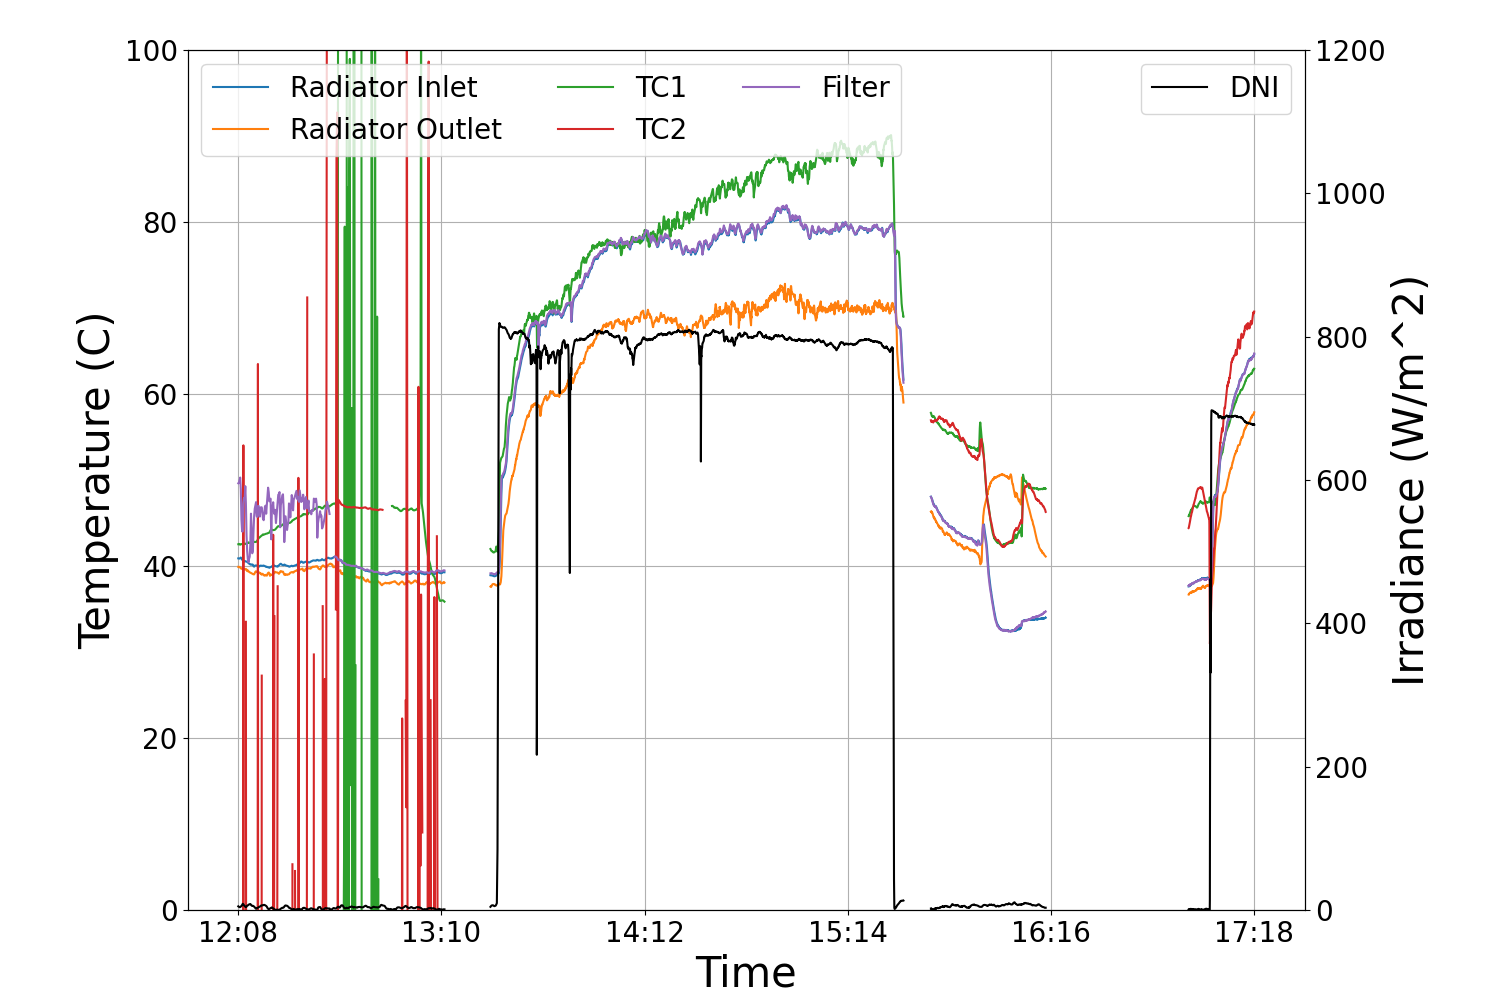 Radiator Inlet
Radiator Outlet
TC1
TC2
Filter
DNI
Temperature (C)
100
80
60
40
20
0
Irradiance (W/m^2)
1200
1000
800
600
400
200
0
12:08
13:10
14:12
15:14
16:16
17:18
Time